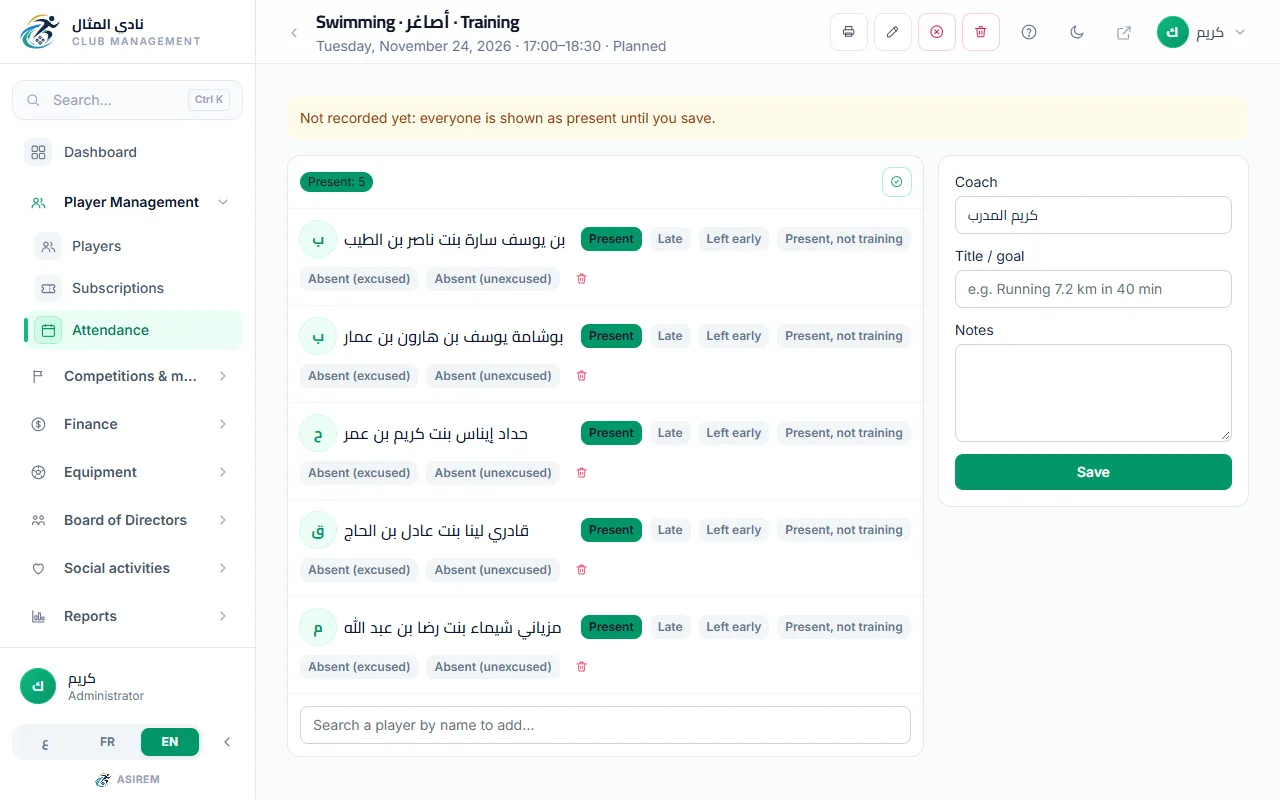 نادي المثال
CLUB MANAGEMENT
Search...
Ctrl K
Dashboard
Player Management
Players
Subscriptions
Attendance
Competitions & m...
Finance
Equipment
Board of Directors
Social activities
Reports
كريم
Administrator
ع
FR
EN
ASIREM
Swimming · أصاغر · Training
Tuesday, November 24, 2026 · 17:00–18:30 · Planned
ك
كريم
Not recorded yet: everyone is shown as present until you save.
Present: 5
ب
بن يوسف سارة بنت ناصر بن الطيب
Present Late Left early Present, not training
Absent (excused) Absent (unexcused)
ب
بوشامة يوسف بن هارون بن عمار
Present Late Left early Present, not training
Absent (excused) Absent (unexcused)
ح
حداد إيناس بنت كريم بن عمر
Present Late Left early Present, not training
Absent (excused) Absent (unexcused)
ق
قادري لينا بنت عادل بن الحاج
Present Late Left early Present, not training
Absent (excused) Absent (unexcused)
م
مزياني شيماء بنت رضا بن عبد الله
Present Late Left early Present, not training
Absent (excused) Absent (unexcused)
Search a player by name to add...
Coach
كريم المدرب
Title / goal
e.g. Running 7.2 km in 40 min
Notes
Save
ك